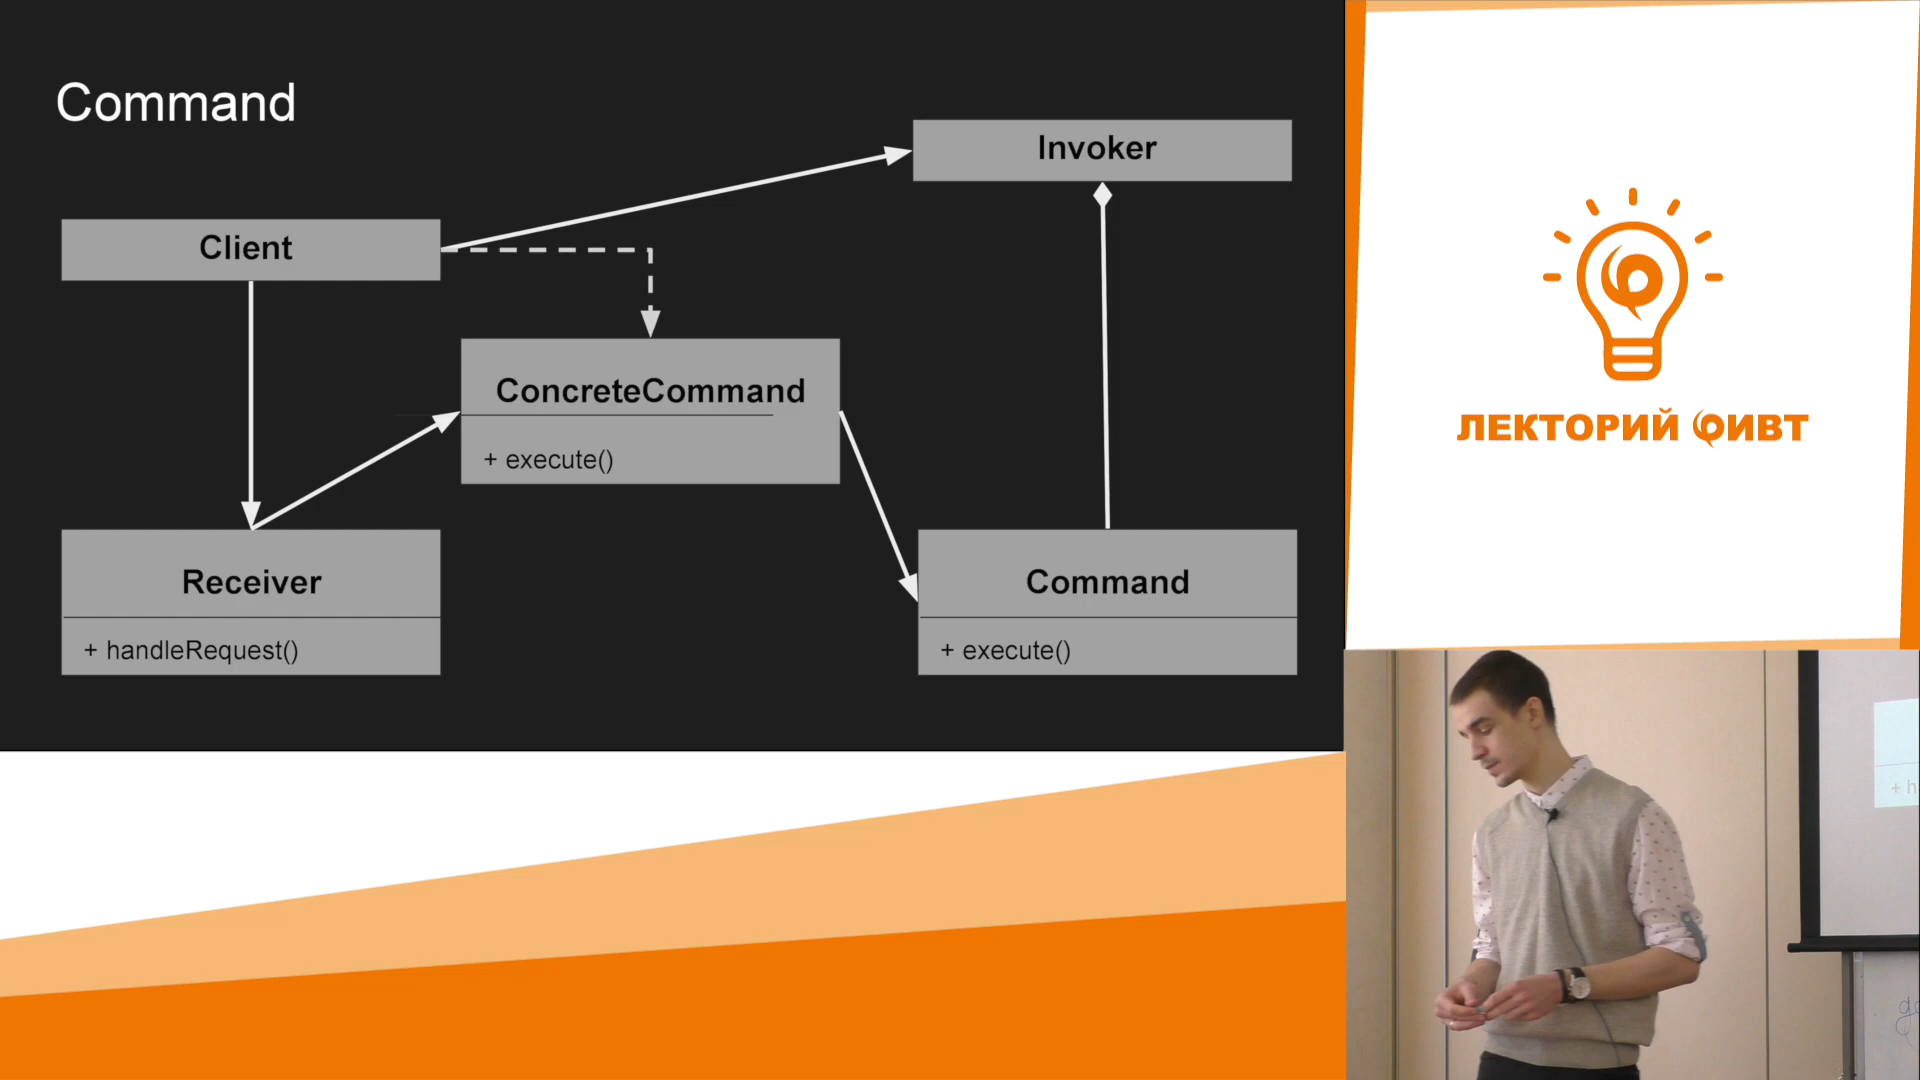 Command
Invoker
Client
ConcreteCommand
+ execute()
Receiver
+ handleRequest()
Command
+ execute()
ЛЕКТОРИЙ ФИВТ
+ h